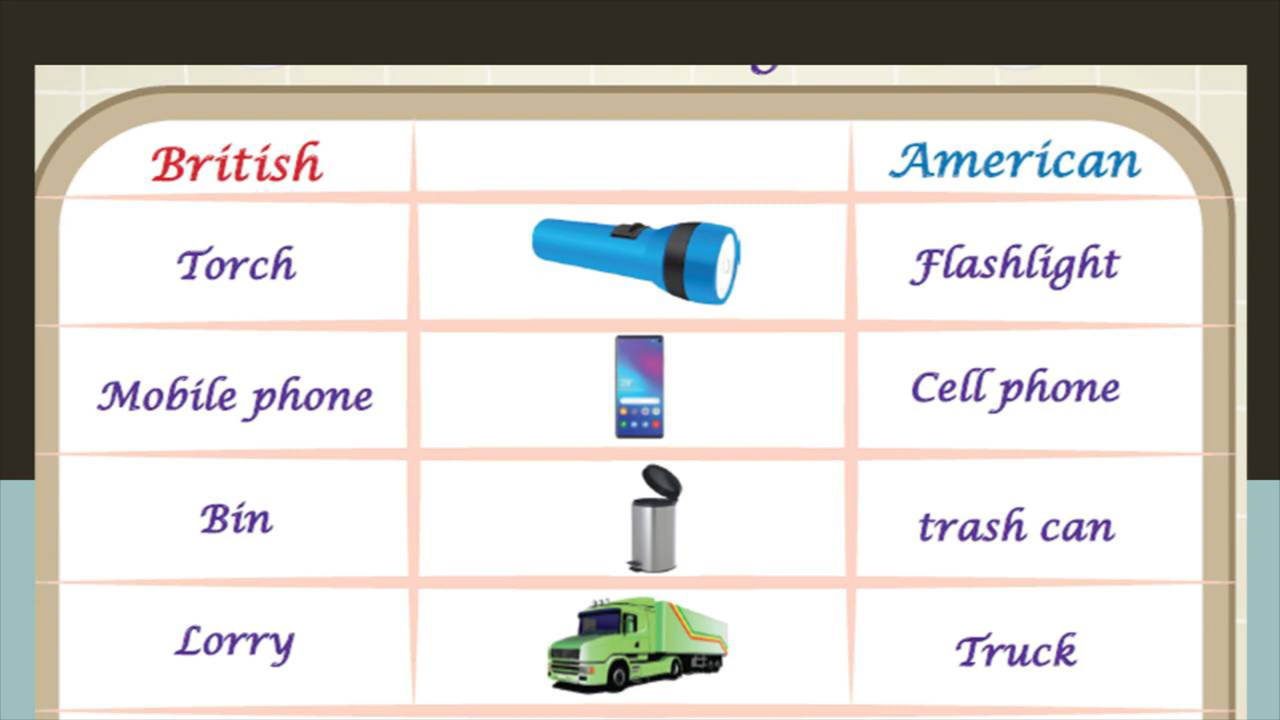 British American
Torch Flashlight
Mobile phone Cell phone
Bin trash can
Lorry Truck